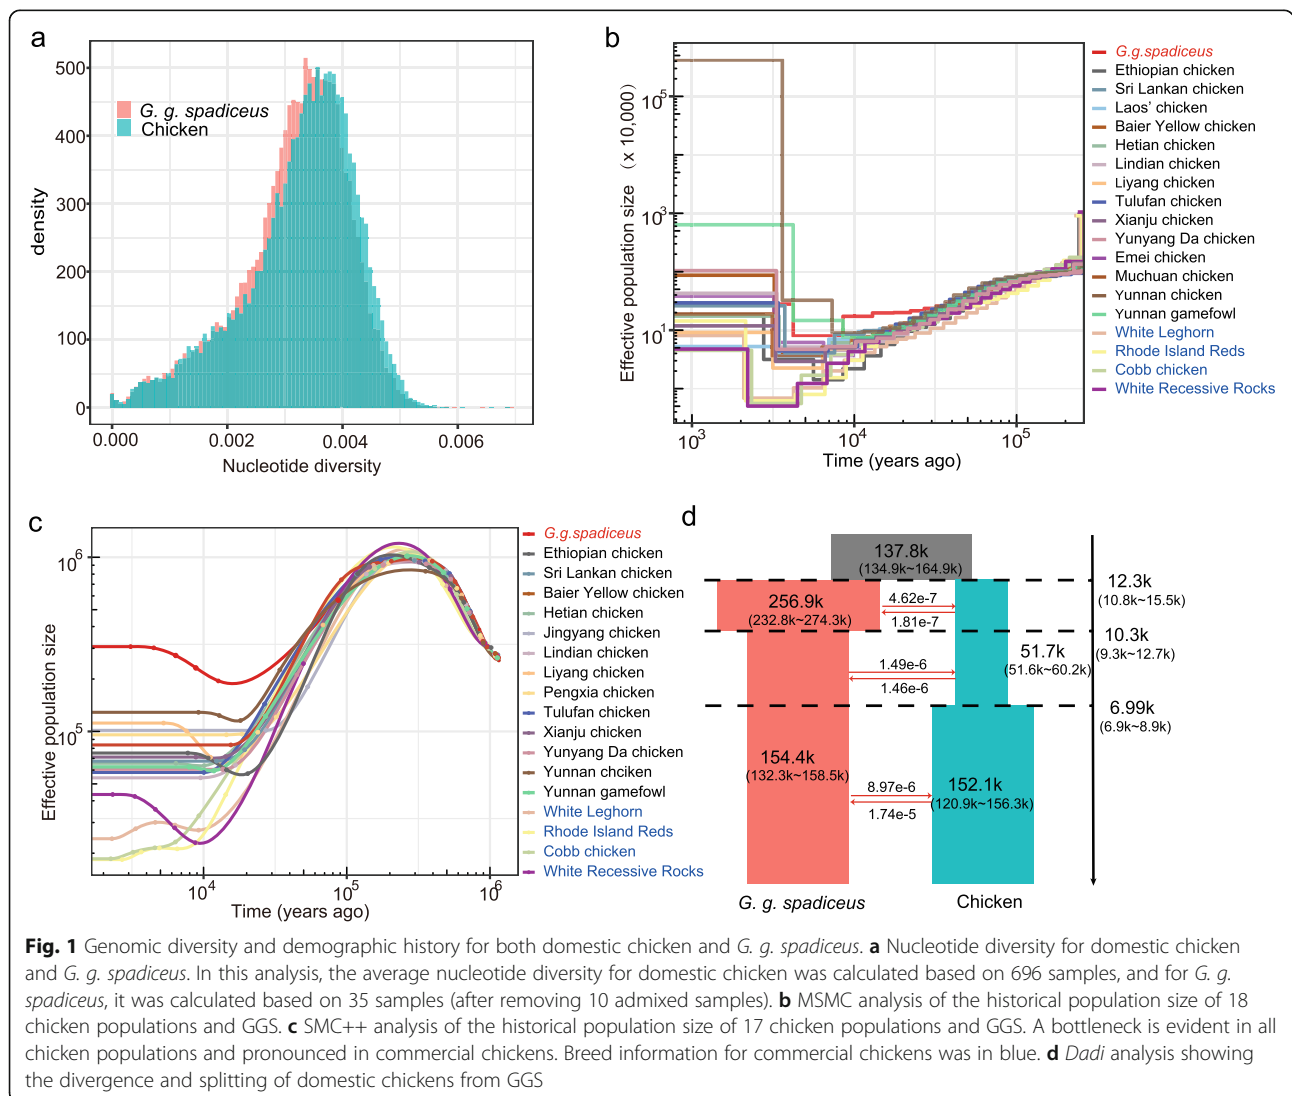 a
500
400
300
200
100
0
density
G. g. spadiceus
Chicken
0.000
0.002
0.004
0.006
Nucleotide diversity
b
10^5
10^3
10^1
Effective population size (x 10,000)
10^3
10^4
10^5
Time (years ago)
G.g.spadiceus
Ethiopian chicken
Sri Lankan chicken
Laos' chicken
Baier Yellow chicken
Hetian chicken
Lindian chicken
Liyang chicken
Tulufan chicken
Xianju chicken
Yunyang Da chicken
Emei chicken
Muchuan chicken
Yunnan chicken
Yunnan gamefowl
White Leghorn
Rhode Island Reds
Cobb chicken
White Recessive Rocks
c
10^6
10^5
Effective population size
10^4
10^5
10^6
Time (years ago)
G.g.spadiceus
Ethiopian chicken
Sri Lankan chicken
Baier Yellow chicken
Hetian chicken
Jingyang chicken
Lindian chicken
Liyang chicken
Pengxia chicken
Tulufan chicken
Xianju chicken
Yunyang Da chicken
Yunnan chciken
Yunnan gamefowl
White Leghorn
Rhode Island Reds
Cobb chicken
White Recessive Rocks
d
137.8k
(134.9k~164.9k)
12.3k
(10.8k~15.5k)
256.9k
(232.8k~274.3k)
4.62e-7
1.81e-7
10.3k
(9.3k~12.7k)
51.7k
(51.6k~60.2k)
1.49e-6
1.46e-6
6.99k
(6.9k~8.9k)
154.4k
(132.3k~158.5k)
8.97e-6
1.74e-5
152.1k
(120.9k~156.3k)
G. g. spadiceus
Chicken
Fig. 1 Genomic diversity and demographic history for both domestic chicken and G. g. spadiceus. a Nucleotide diversity for domestic chicken
and G. g. spadiceus. In this analysis, the average nucleotide diversity for domestic chicken was calculated based on 696 samples, and for G. g.
spadiceus, it was calculated based on 35 samples (after removing 10 admixed samples). b MSMC analysis of the historical population size of 18
chicken populations and GGS. c SMC++ analysis of the historical population size of 17 chicken populations and GGS. A bottleneck is evident in all
chicken populations and pronounced in commercial chickens. Breed information for commercial chickens was in blue. d Dadi analysis showing
the divergence and splitting of domestic chickens from GGS